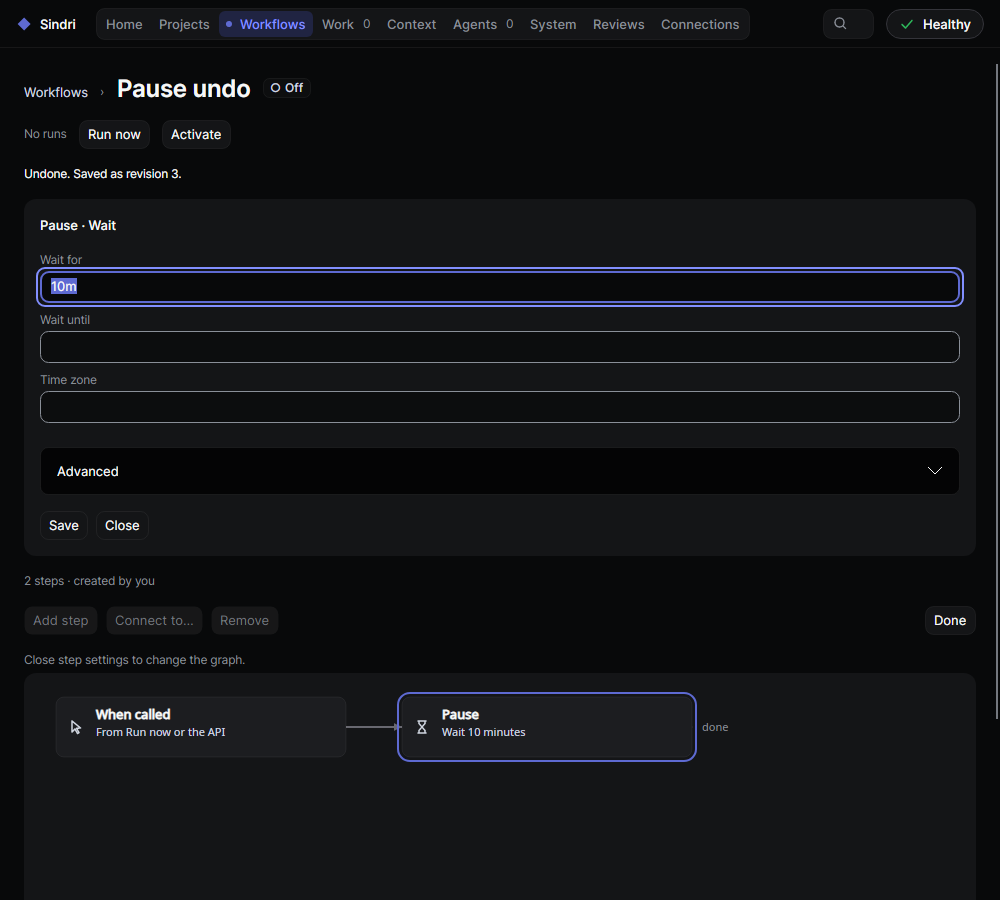 Sindri
Home Projects Workflows Work 0 Context Agents 0 System Reviews Connections
Healthy
Workflows › Pause undo Off
No runs Run now Activate
Undone. Saved as revision 3.
Pause · Wait
Wait for
10m
Wait until
Time zone
Advanced
Save Close
2 steps · created by you
Add step Connect to... Remove Done
Close step settings to change the graph.
When called
From Run now or the API
Pause
Wait 10 minutes
done